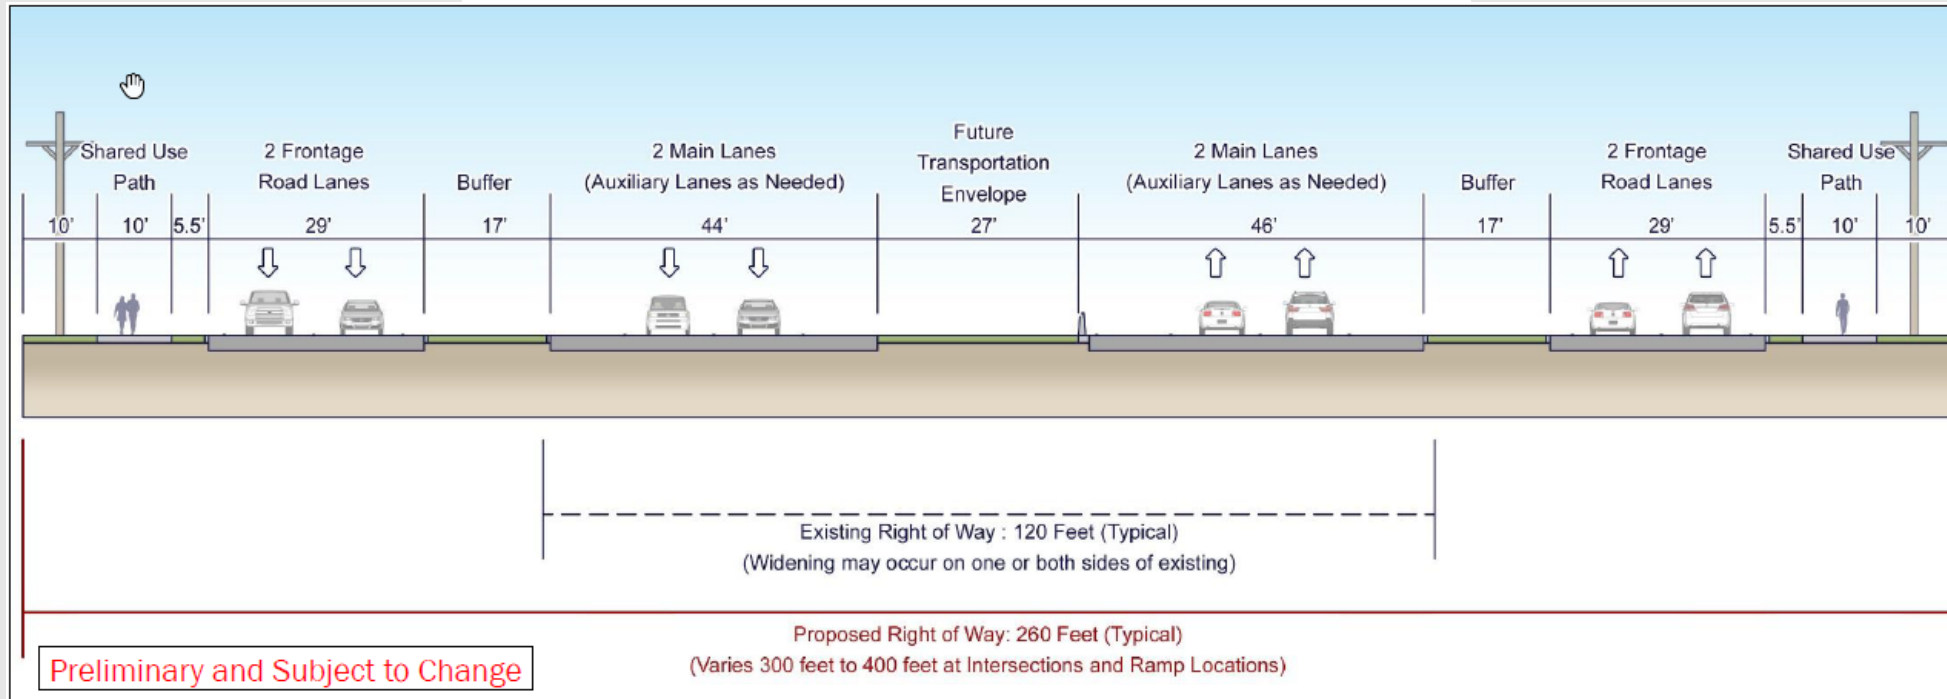 Shared Use
Path
2 Frontage
Road Lanes
Buffer
2 Main Lanes
(Auxiliary Lanes as Needed)
Future
Transportation
Envelope
2 Main Lanes
(Auxiliary Lanes as Needed)
Buffer
2 Frontage
Road Lanes
Shared Use
Path
10' 10' 5.5' 29' 17' 44' 27' 46' 17' 29' 5.5' 10' 10'
Existing Right of Way : 120 Feet (Typical)
(Widening may occur on one or both sides of existing)
Proposed Right of Way: 260 Feet (Typical)
(Varies 300 feet to 400 feet at Intersections and Ramp Locations)
Preliminary and Subject to Change